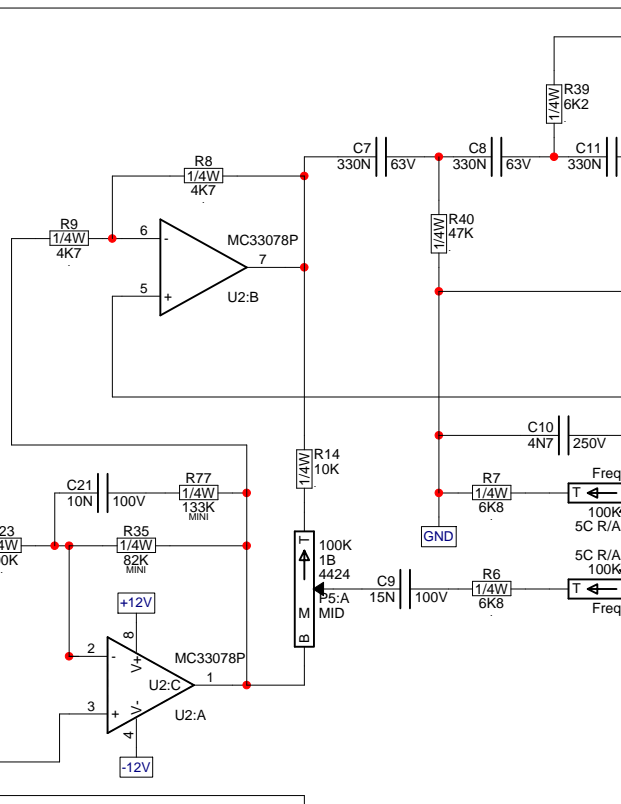 R39
1/4W
6K2
C7
330N
63V
C8
330N
63V
C11
330N
R8
1/4W
4K7
R40
1/4W
47K
R9
1/4W
4K7
6
-
MC33078P
7
5
+
U2:B
C10
4N7
250V
R14
1/4W
10K
C21
10N
100V
R77
1/4W
133K
MINI
R7
1/4W
6K8
Freq
T
100K
5C R/A
GND
23
4W
0K
R35
1/4W
82K
MINI
T
100K
1B
4424
P5:A
MID
M
B
C9
15N
100V
R6
1/4W
6K8
5C R/A
100K
T
Freq
+12V
8
V+
MC33078P
2
-
U2:C
1
3
+
V-
U2:A
4
-12V